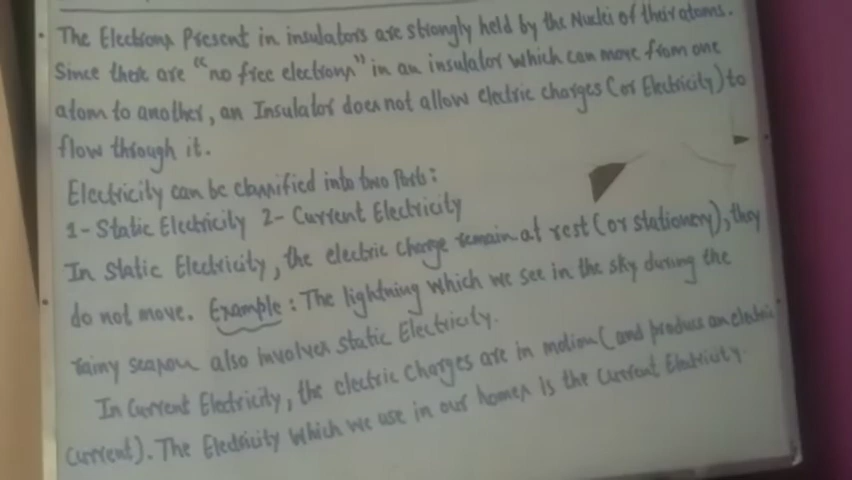 The Electrons Present in insulators are strongly held by the Nuclei of their atoms.
Since there are "no free electrons" in an insulator which can move from one
atom to another, an Insulator does not allow electric charges (or Electricity) to
flow through it.
Electricity can be classified into two Parts:
1- Static Electricity 2- Current Electricity
In Static Electricity, the electric charge remain at rest (or stationery), they
do not move. Example: The lightning which we see in the sky during the
rainy season also involves static Electricity.
In Current Electricity, the electric charges are in motion (and produce an electric
current). The Electricity which we use in our homes Is the Current Electricity.